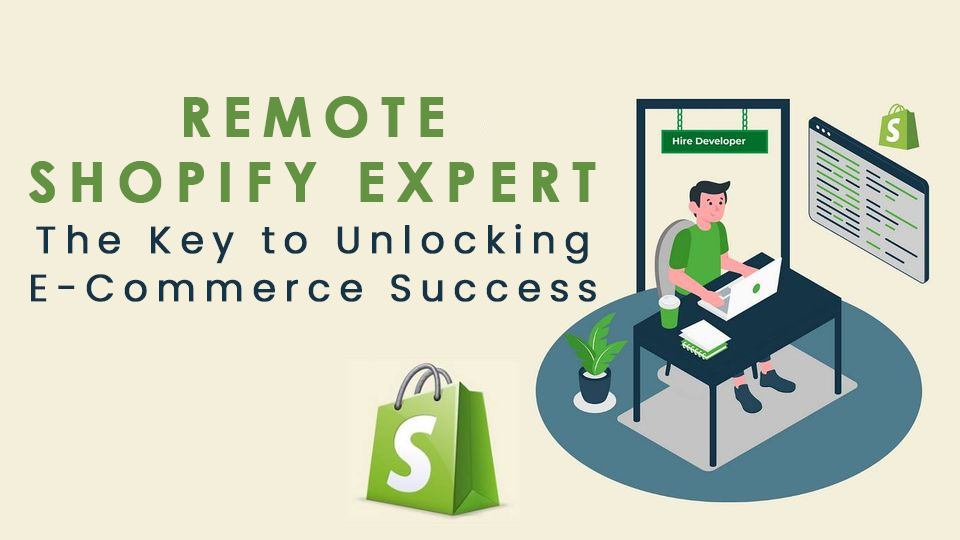 REMOTE
SHOPIFY EXPERT
The Key to Unlocking
E-Commerce Success
Hire Developer
S
S